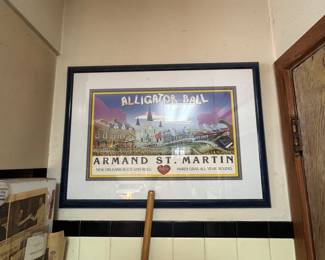 ALLIGATOR BALL
ARMAND ST. MARTIN
NEW ORLEANS ROCK AND ROLL MARDI GRAS ALL YEAR ROUND